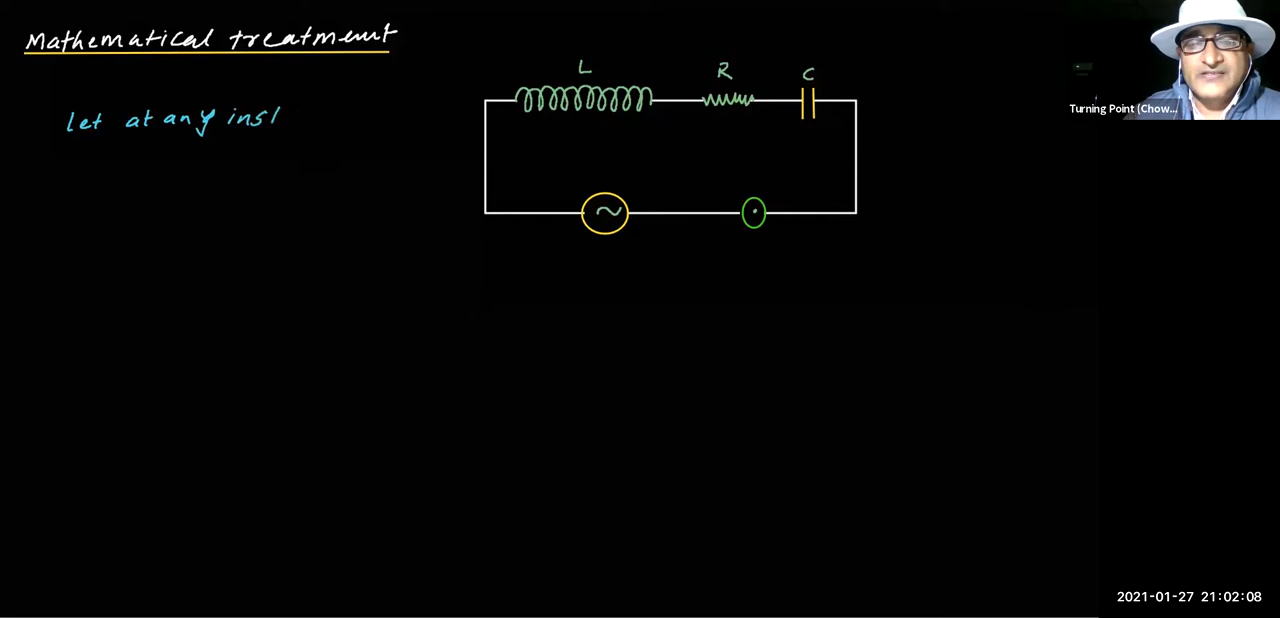 Mathematical treatment
L
R
C
let at any inst
~
Turning Point (Chow...
2021-01-27 21:02:08